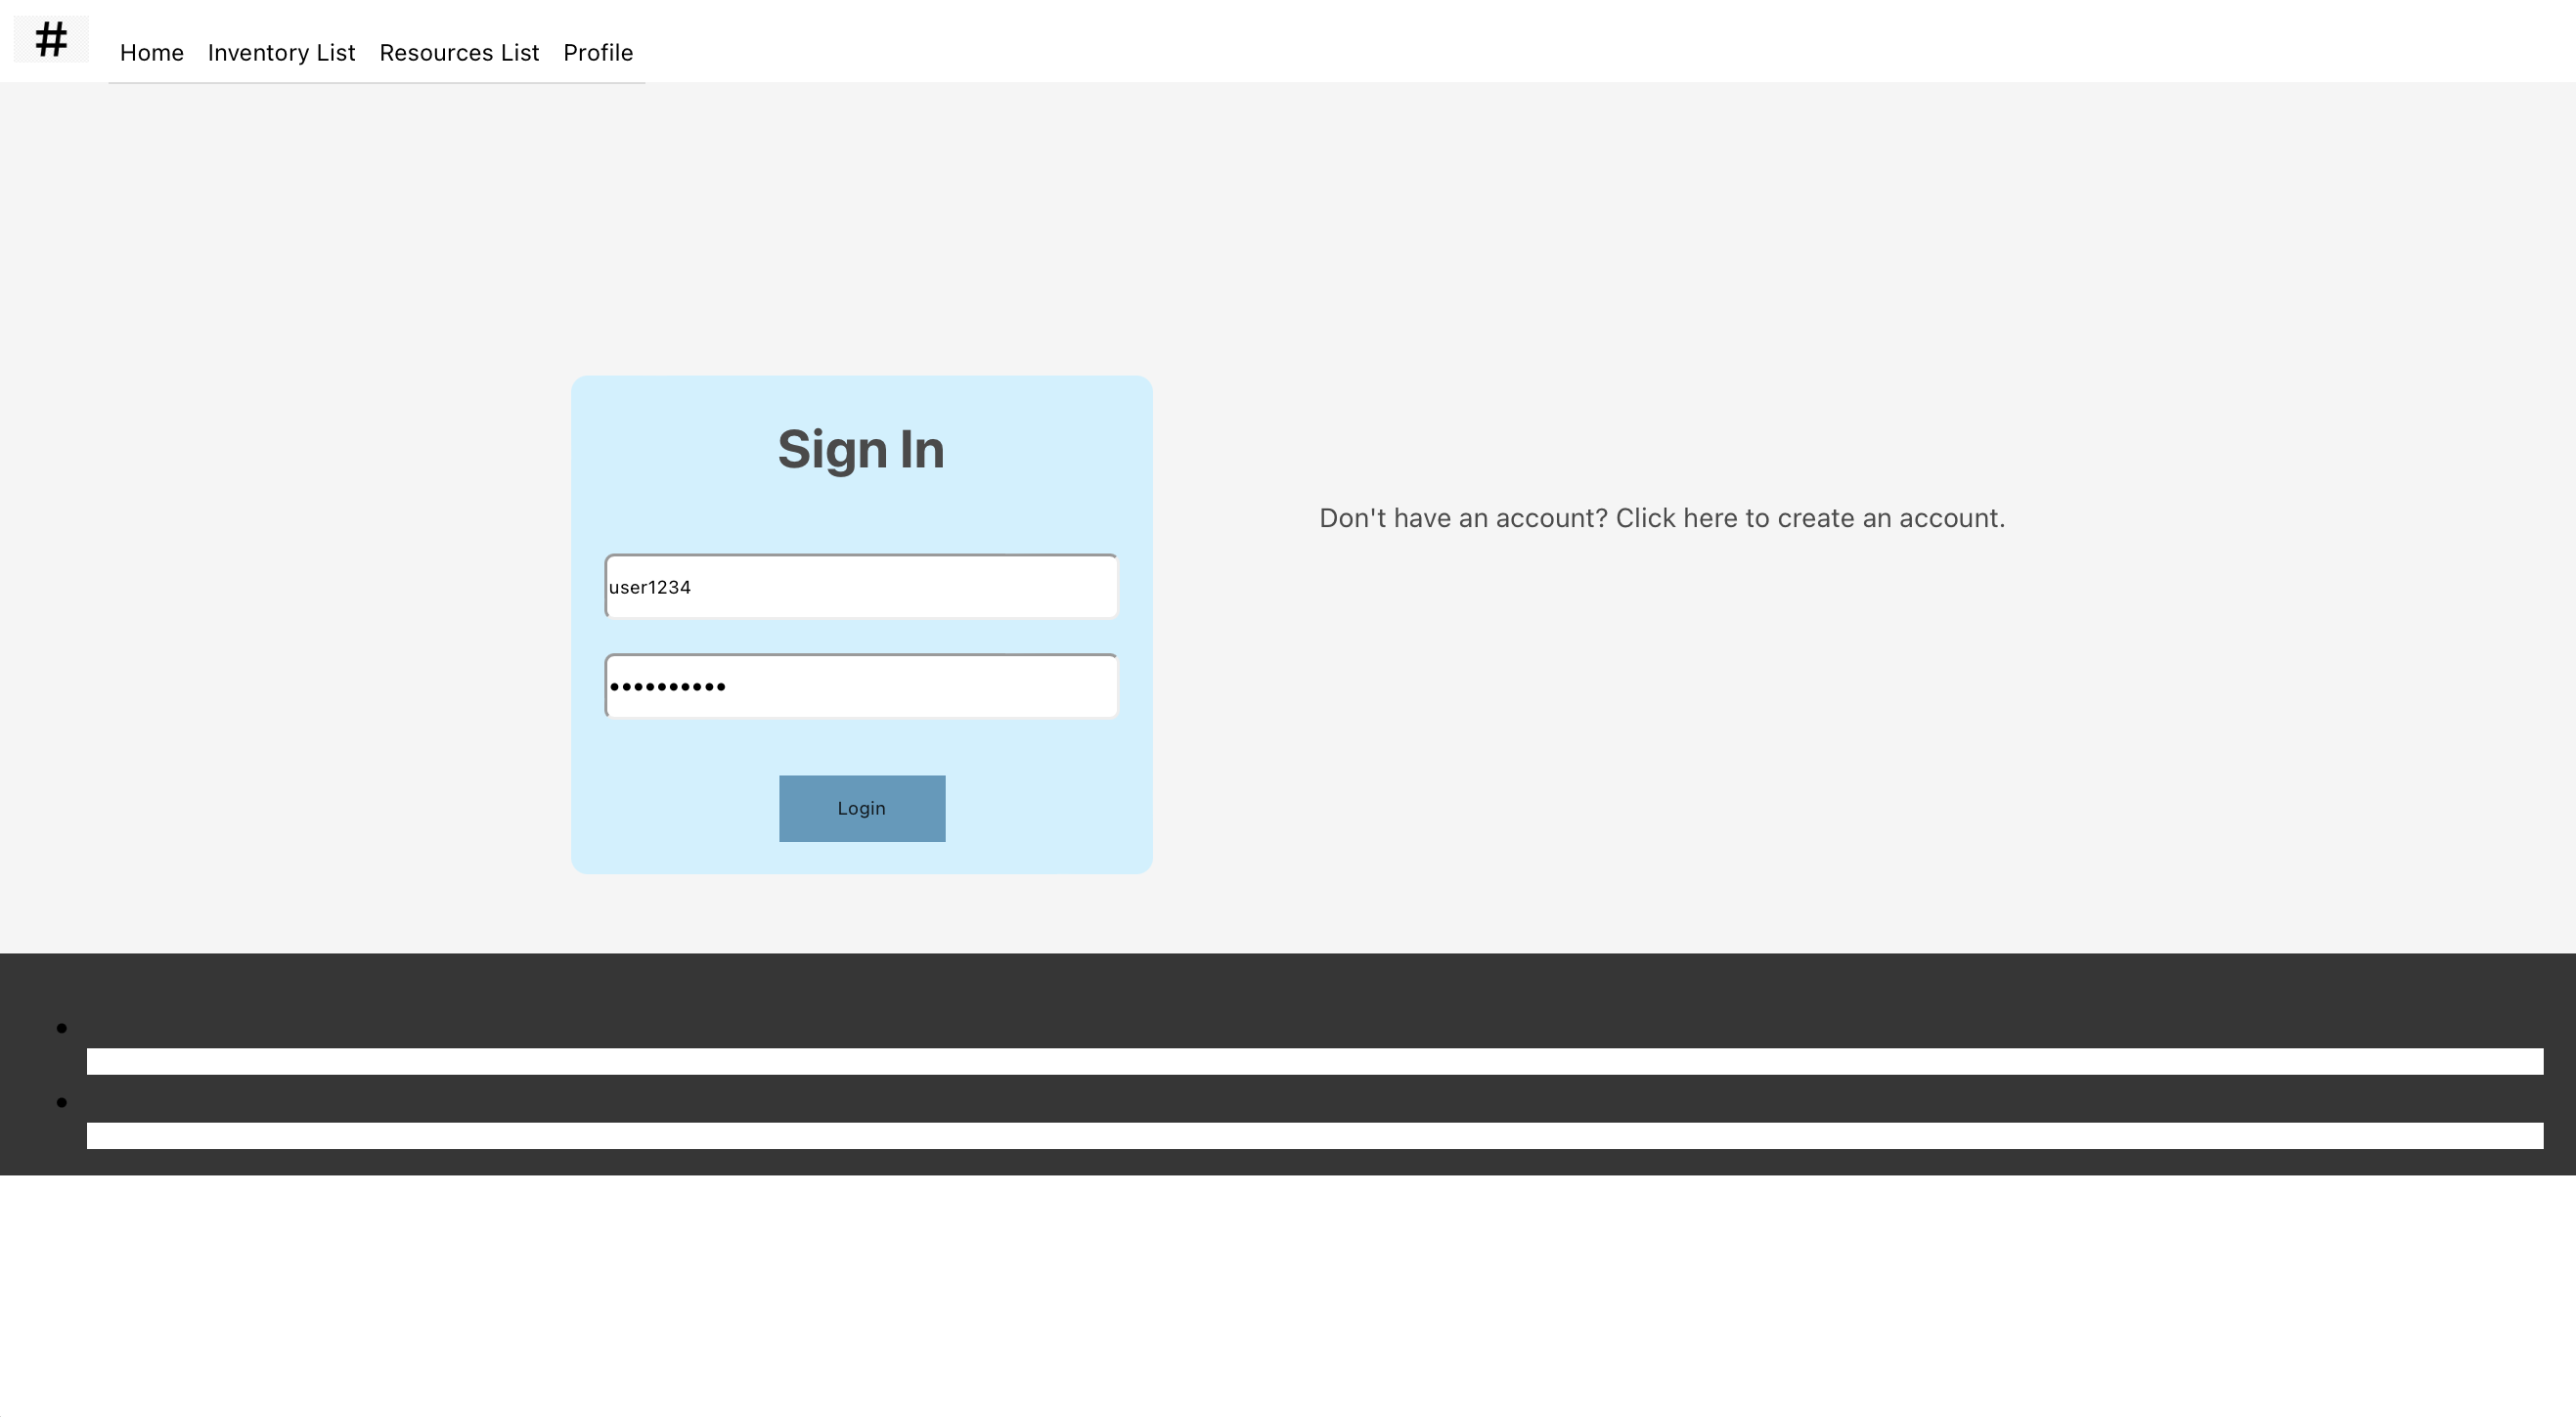 #
Home Inventory List Resources List Profile
Sign In
Don't have an account? Click here to create an account.
user1234
••••••••••
Login